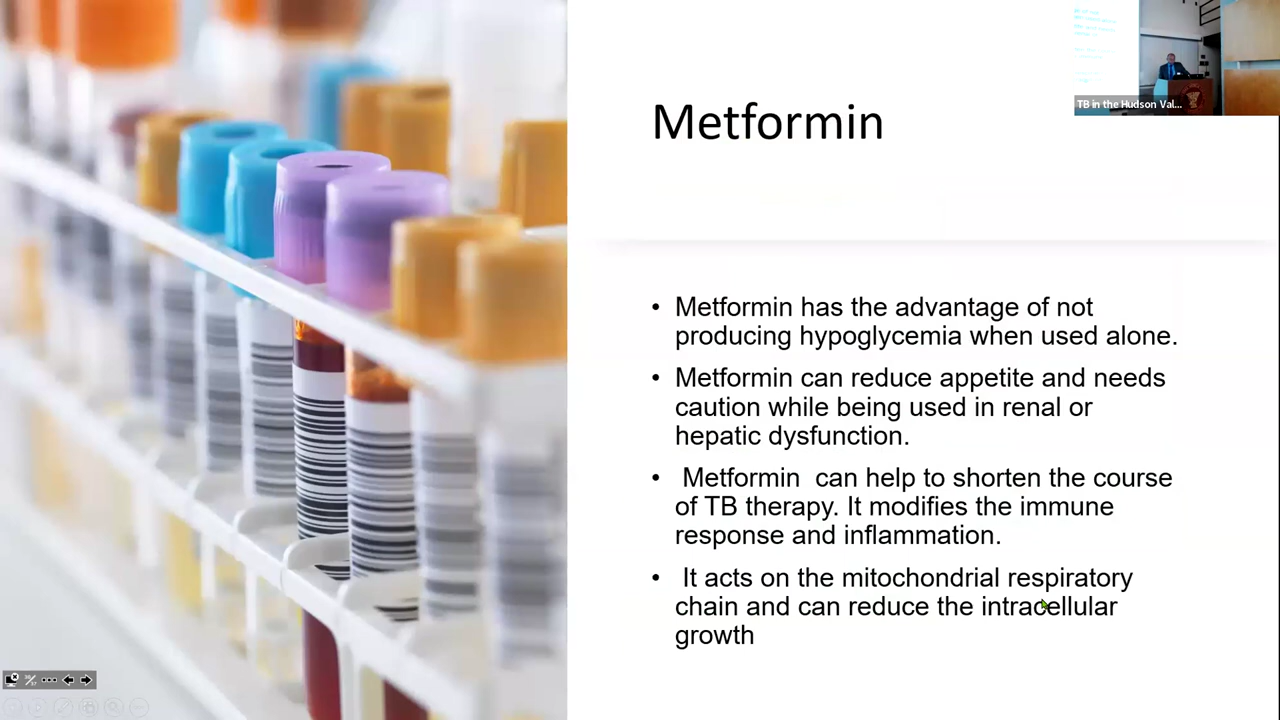 TB in the Hudson Val...
Metformin
• Metformin has the advantage of not
producing hypoglycemia when used alone.
• Metformin can reduce appetite and needs
caution while being used in renal or
hepatic dysfunction.
• Metformin  can help to shorten the course
of TB therapy. It modifies the immune
response and inflammation.
• It acts on the mitochondrial respiratory
chain and can reduce the intracellular
growth